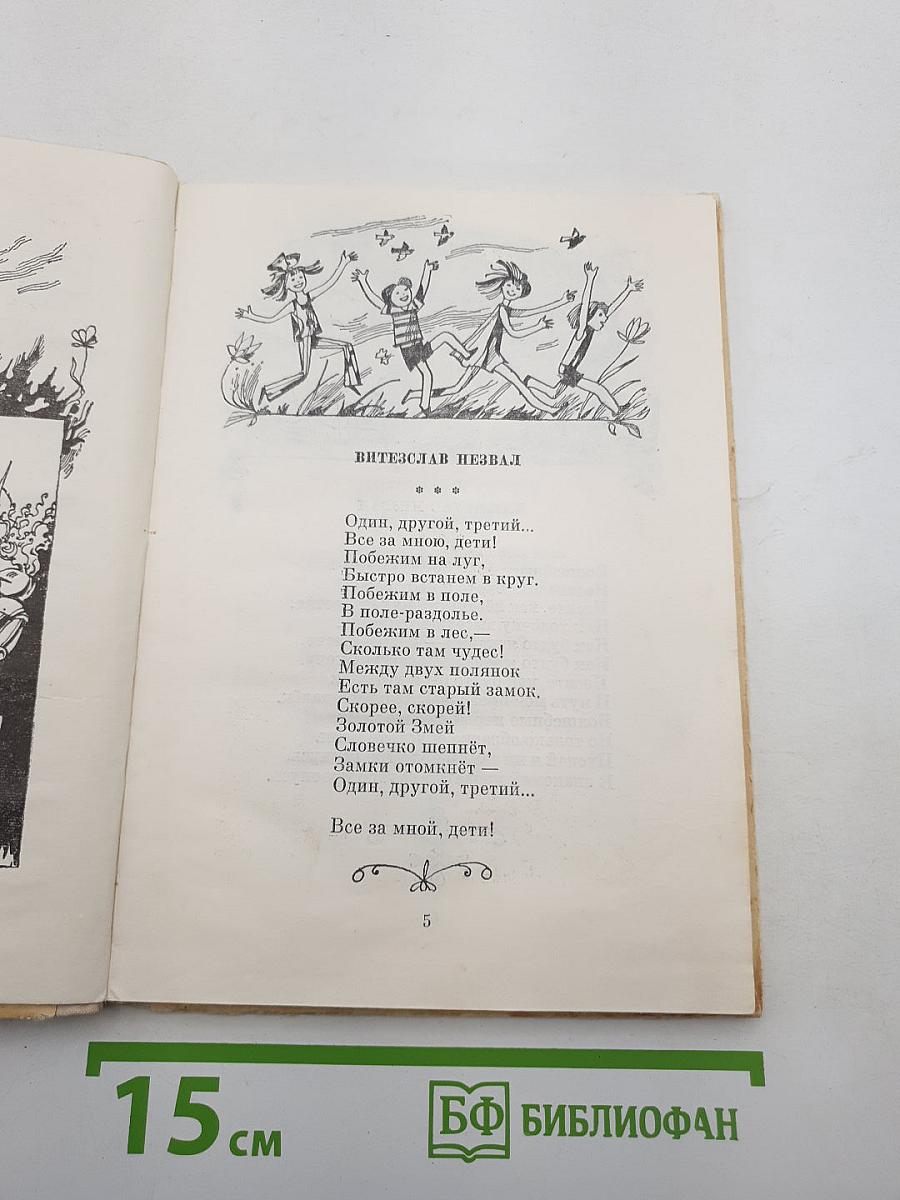 ВИТЕЗСЛАВ НЕЗВАЛ
* * *
Один, другой, третий...
Все за мною, дети!
Побежим на луг,
Быстро встанем в круг.
Побежим в поле,
В поле-раздолье.
Побежим в лес,—
Сколько там чудес!
Между двух полянок
Есть там старый замок.
Скорее, скорей!
Золотой Змей
Словечко шепнёт,
Замки отомкнёт —
Один, другой, третий...
Все за мной, дети!
5
15 см
БФ БИБЛИОФАН